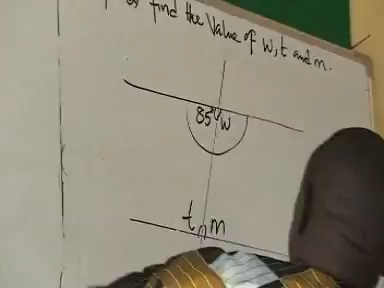 find the value of w, t and m.
85° w
t m